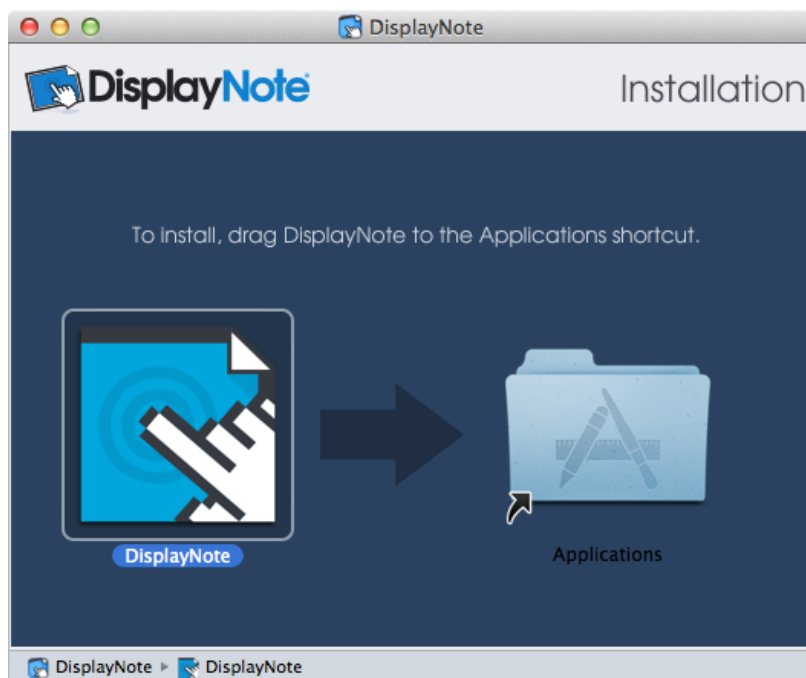 DisplayNote
DisplayNote
Installation
To install, drag DisplayNote to the Applications shortcut.
DisplayNote
Applications
DisplayNote ▸ DisplayNote